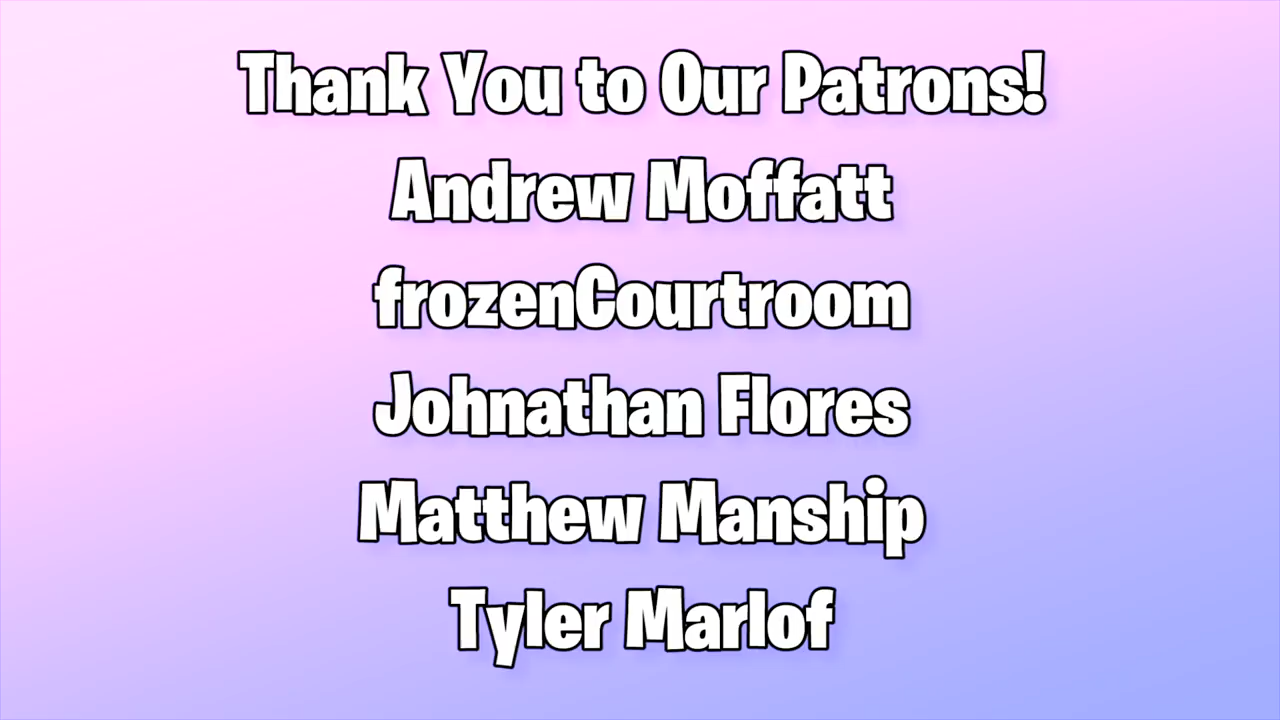 Thank You to Our Patrons!
Andrew Moffatt
frozenCourtroom
Johnathan Flores
Matthew Manship
Tyler Marlof